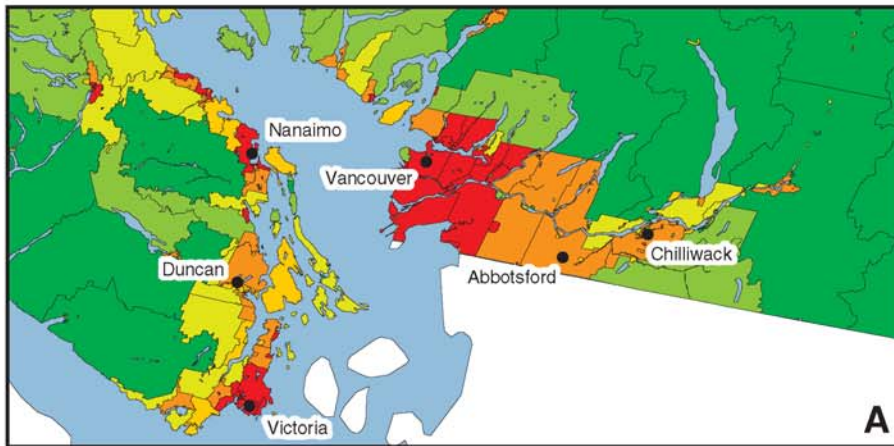 Nanaimo
Vancouver
Duncan
Abbotsford
Chilliwack
Victoria
A